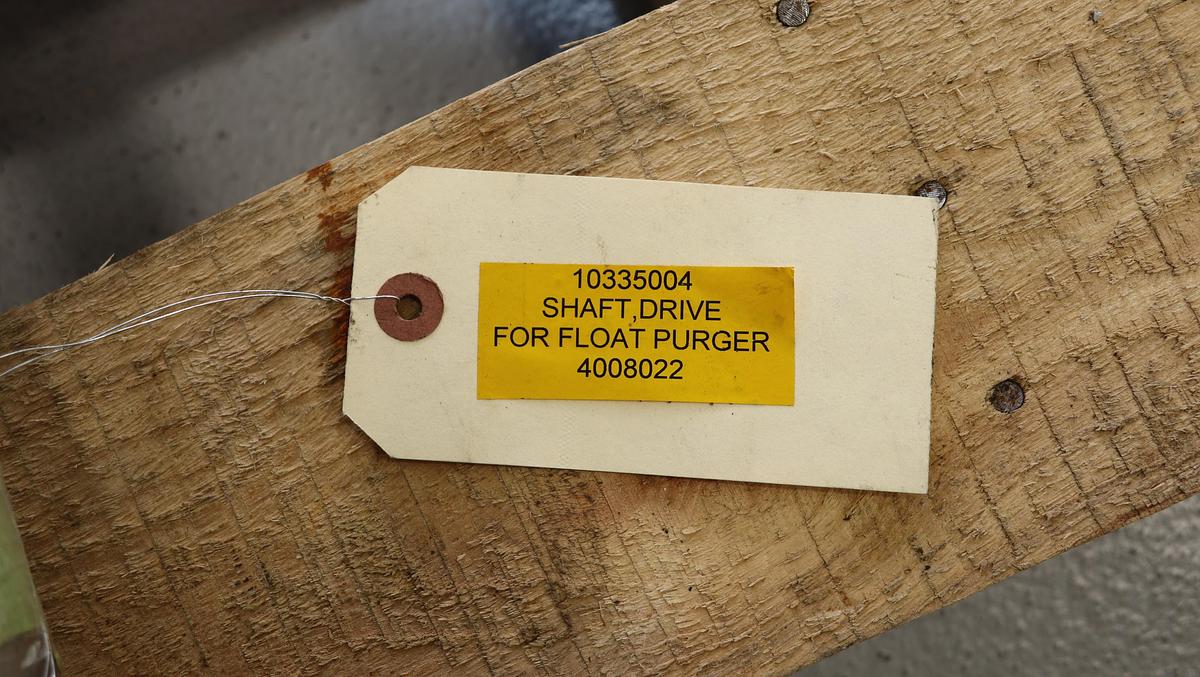 10335004
SHAFT,DRIVE
FOR FLOAT PURGER
4008022